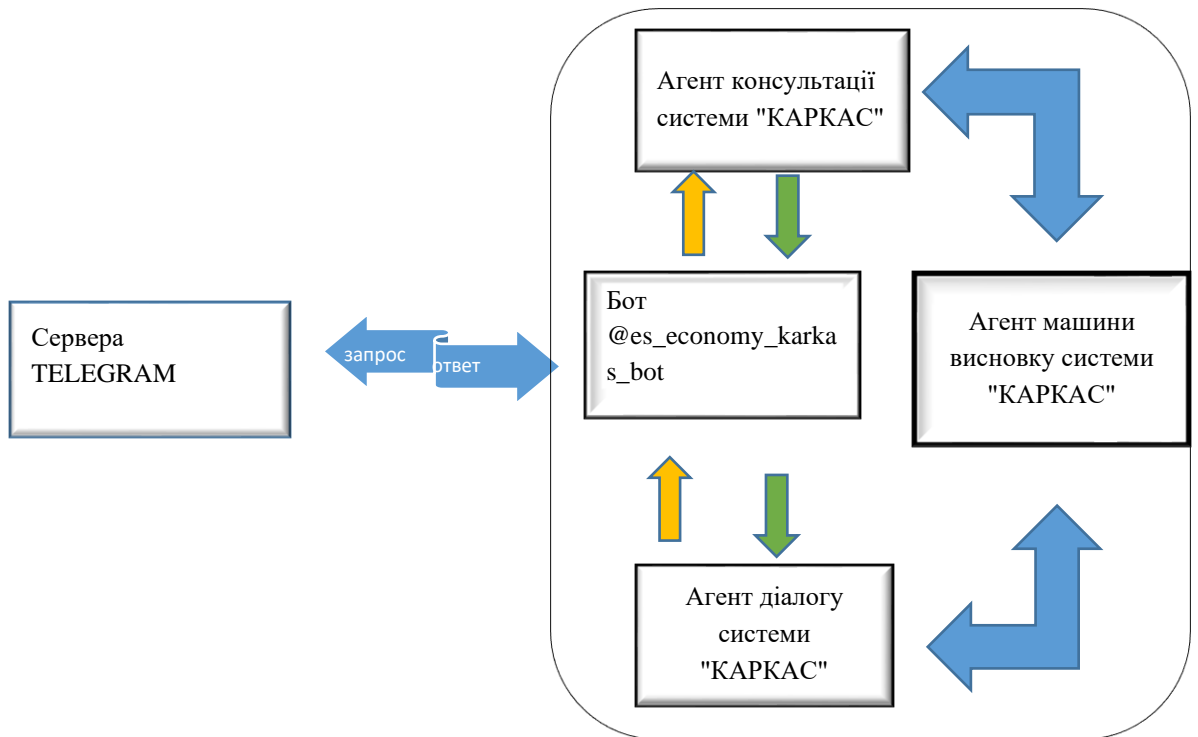 Агент консультації
системи "КАРКАС"
Сервера
TELEGRAM
запрос
ответ
Бот
@es_economy_karka
s_bot
Агент машини
висновку системи
"КАРКАС"
Агент діалогу
системи
"КАРКАС"